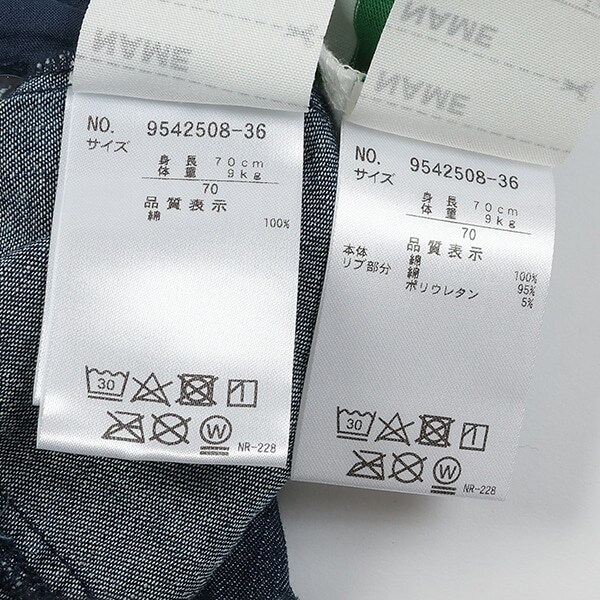 NAME
NAME
NO. 9542508-36
サイズ
身長 70cm
体重 9kg
70
品質表示
綿 100%
30
W
NR-228
NAME
NAME
NO. 9542508-36
サイズ
身長 70cm
体重 9kg
70
品質表示
本体 綿 100%
リブ部分 綿 95%
ポリウレタン 5%
30
W
NR-228